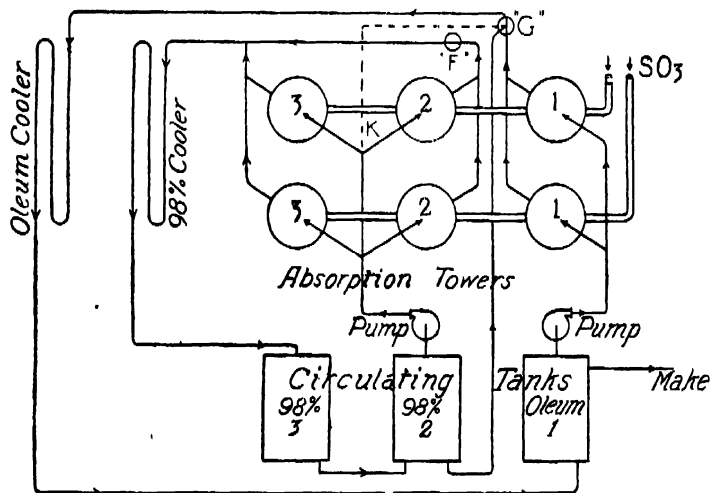 "G"
"F"
SO3
3
2
1
K
Oleum Cooler
98% Cooler
3
2
1
Absorption Towers
Pump
Pump
Circulating Tanks
Make
98%
3
98%
2
Oleum
1